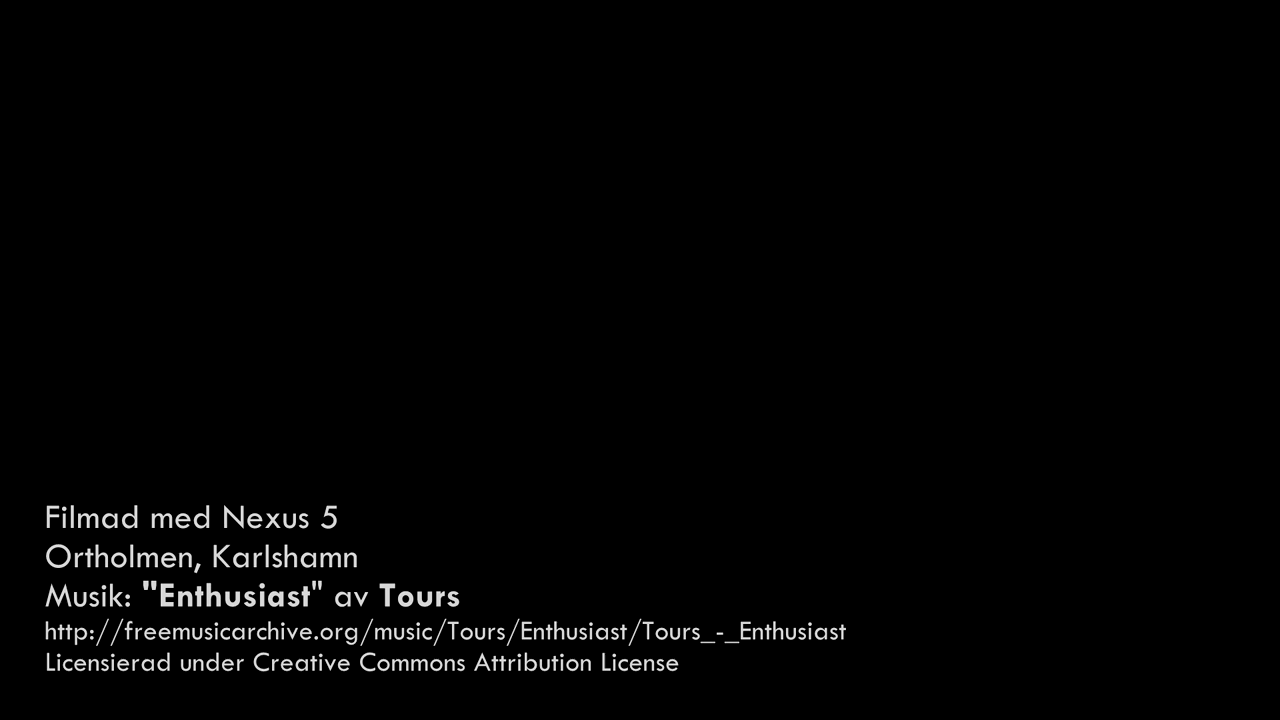 Filmad med Nexus 5
Ortholmen, Karlshamn
Musik: "Enthusiast" av Tours
http://freemusicarchive.org/music/Tours/Enthusiast/Tours_-_Enthusiast
Licensierad under Creative Commons Attribution License